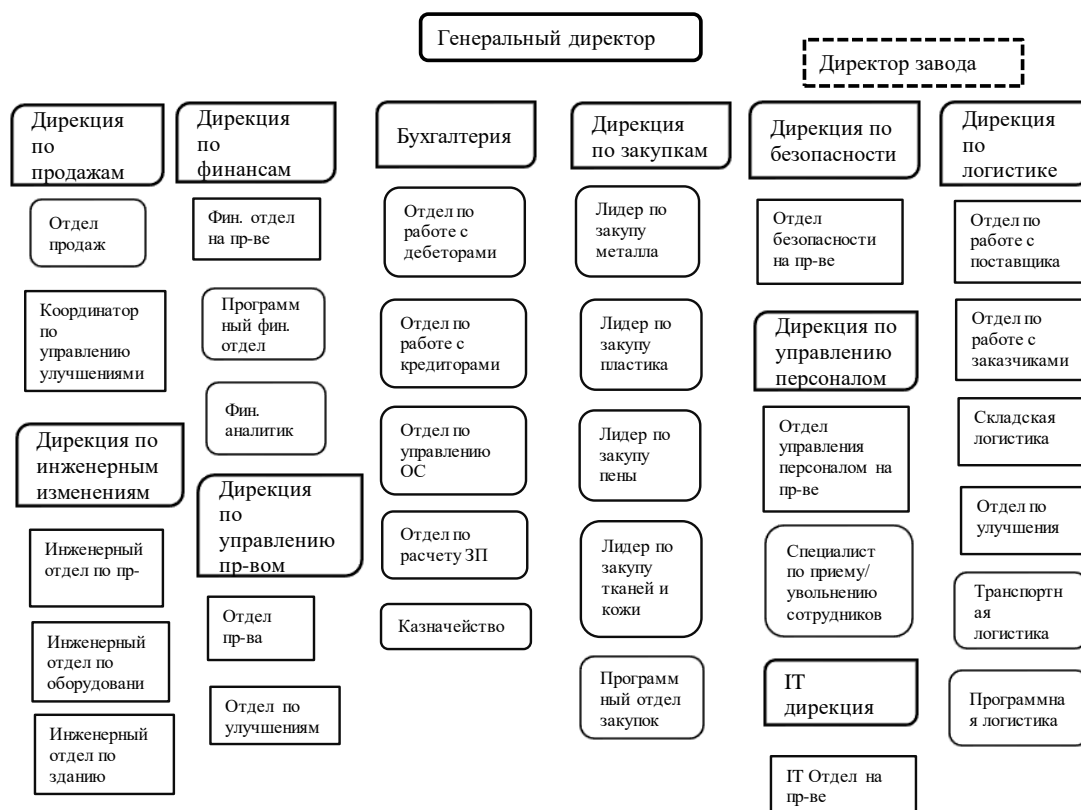 Генеральный директор
Директор завода
Дирекция
по
продажам
Отдел
продаж
Координатор
по
управлению
улучшениями
Дирекция по
инженерным
изменениям
Инженерный
отдел по пр-
Инженерный
отдел по
оборудовани
Инженерный
отдел по
зданию
Дирекция
по
финансам
Фин. отдел
на пр-ве
Программ
ный фин.
отдел
Фин.
аналитик
Дирекция
по
управлению
пр-вом
Отдел
пр-ва
Отдел по
улучшениям
Бухгалтерия
Отдел по
работе с
дебеторами
Отдел по
работе с
кредиторами
Отдел по
управлению
ОС
Отдел по
расчету ЗП
Казначейство
Дирекция
по закупкам
Лидер по
закупу
металла
Лидер по
закупу
пластика
Лидер по
закупу
пены
Лидер по
закупу
тканей и
кожи
Программ
ный отдел
закупок
Дирекция по
безопасности
Отдел
безопасности
на пр-ве
Дирекция по
управлению
персоналом
Отдел
управления
персоналом на
пр-ве
Специалист
по приему/
увольнению
сотрудников
IT
дирекция
IT Отдел на
пр-ве
Дирекция
по
логистике
Отдел по
работе с
поставщика
Отдел по
работе с
заказчиками
Складская
логистика
Отдел по
улучшения
Транспортн
ая
логистика
Программна
я логистика